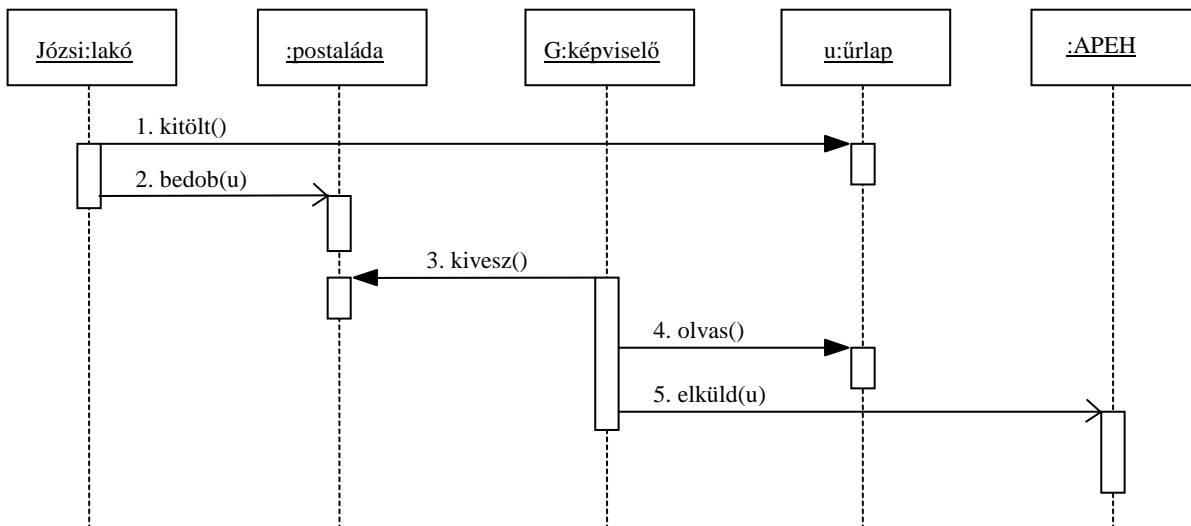 Józsi:lakó
:postaláda
G:képviselő
u:űrlap
:APEH
1. kitölt()
2. bedob(u)
3. kivesz()
4. olvas()
5. elküld(u)